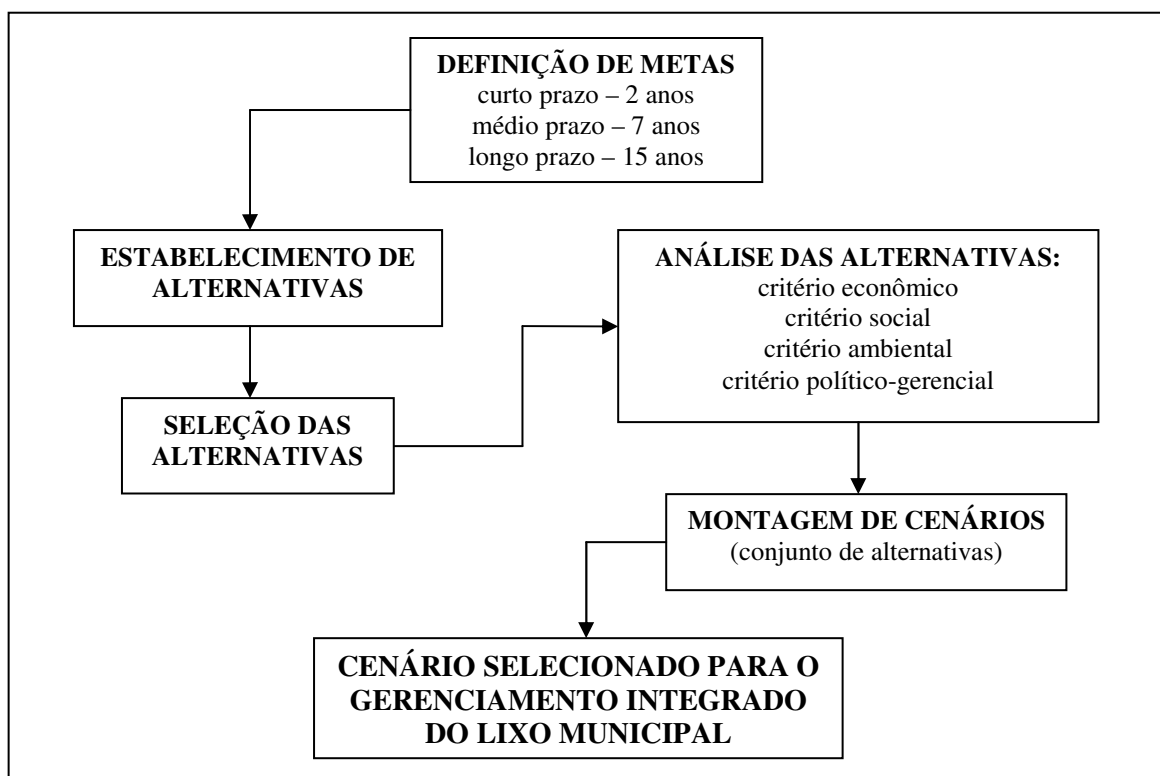 DEFINIÇÃO DE METAS
curto prazo – 2 anos
médio prazo – 7 anos
longo prazo – 15 anos
ESTABELECIMENTO DE
ALTERNATIVAS
SELEÇÃO DAS
ALTERNATIVAS
ANÁLISE DAS ALTERNATIVAS:
critério econômico
critério social
critério ambiental
critério político-gerencial
MONTAGEM DE CENÁRIOS
(conjunto de alternativas)
CENÁRIO SELECIONADO PARA O
GERENCIAMENTO INTEGRADO
DO LIXO MUNICIPAL